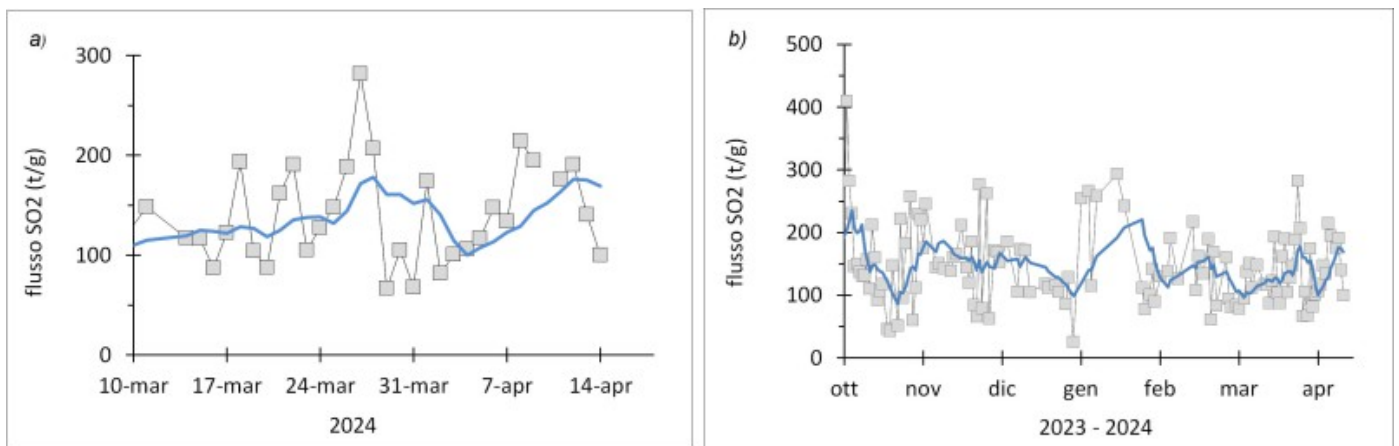 a)
300
200
100
0
flusso SO2 (t/g)
10-mar 17-mar 24-mar 31-mar 7-apr 14-apr
2024
b)
500
400
300
200
100
0
flusso SO2 (t/g)
ott nov dic gen feb mar apr
2023 - 2024